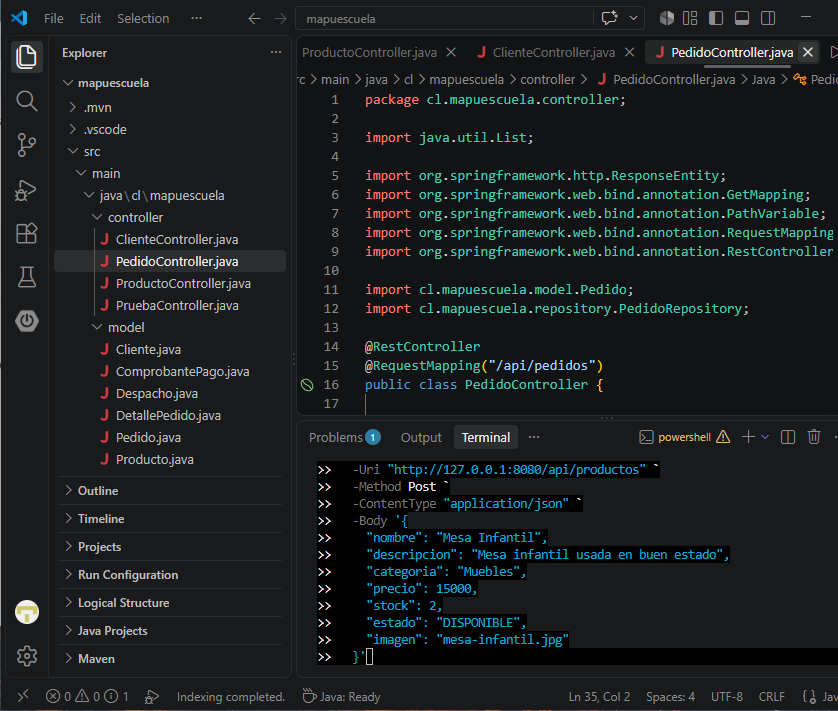 File Edit Selection ··· mapuescuela
Explorer ···
mapuescuela
.mvn
.vscode
src
main
java\cl\mapuescuela
controller
ClienteController.java
PedidoController.java
ProductoController.java
PruebaController.java
model
Cliente.java
ComprobantePago.java
Despacho.java
DetallePedido.java
Pedido.java
Producto.java
Outline
Timeline
Projects
Run Configuration
Logical Structure
Java Projects
Maven
ProductoController.java ClienteController.java PedidoController.java
rc > main > java > cl > mapuescuela > controller > PedidoController.java > Java > Pedid
1 package cl.mapuescuela.controller;
2
3 import java.util.List;
4
5 import org.springframework.http.ResponseEntity;
6 import org.springframework.web.bind.annotation.GetMapping;
7 import org.springframework.web.bind.annotation.PathVariable;
8 import org.springframework.web.bind.annotation.RequestMapping
9 import org.springframework.web.bind.annotation.RestController
10
11 import cl.mapuescuela.model.Pedido;
12 import cl.mapuescuela.repository.PedidoRepository;
13
14 @RestController
15 @RequestMapping("/api/pedidos")
16 public class PedidoController {
17
Problems 1 Output Terminal ··· powershell
>> -Uri "http://127.0.0.1:8080/api/productos" `
>> -Method Post `
>> -ContentType "application/json" `
>> -Body '{
>> "nombre": "Mesa Infantil",
>> "descripcion": "Mesa infantil usada en buen estado",
>> "categoria": "Muebles",
>> "precio": 15000,
>> "stock": 2,
>> "estado": "DISPONIBLE",
>> "imagen": "mesa-infantil.jpg"
>> }'
0 0 1 Indexing completed. Java: Ready Ln 35, Col 2 Spaces: 4 UTF-8 CRLF {} Jav